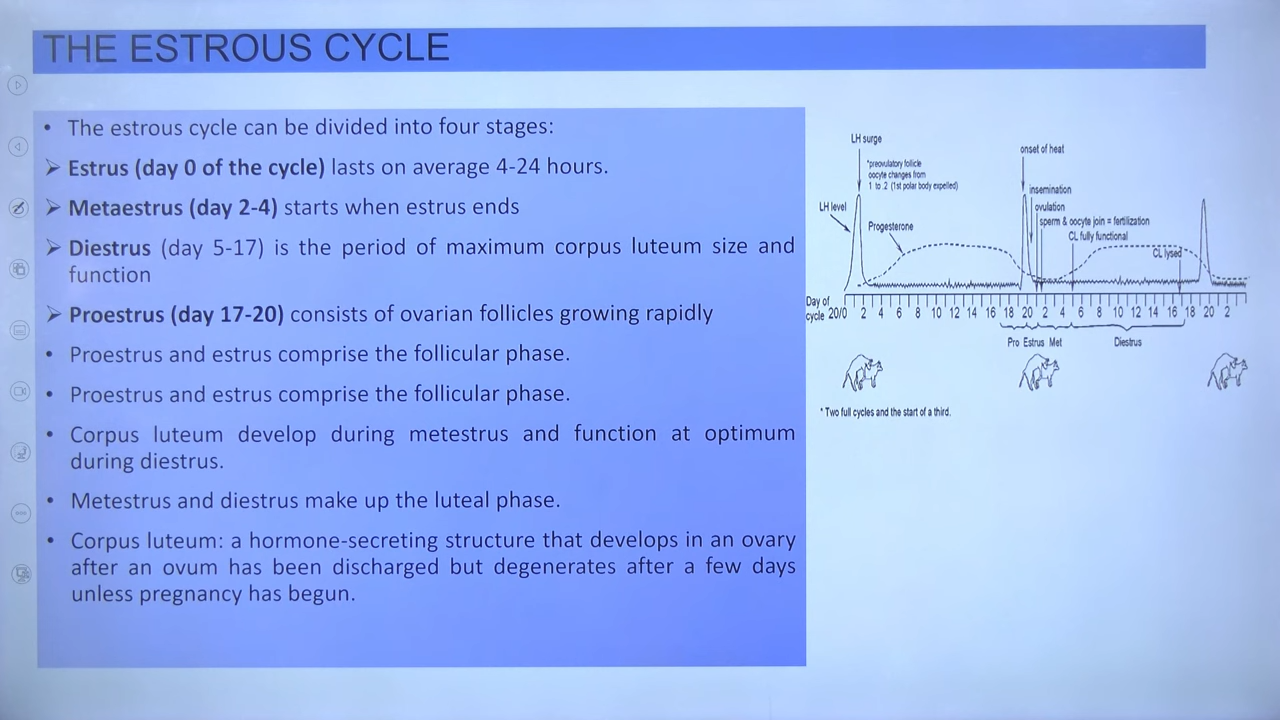 THE ESTROUS CYCLE
• The estrous cycle can be divided into four stages:
➢ Estrus (day 0 of the cycle) lasts on average 4-24 hours.
➢ Metaestrus (day 2-4) starts when estrus ends
➢ Diestrus (day 5-17) is the period of maximum corpus luteum size and
function
➢ Proestrus (day 17-20) consists of ovarian follicles growing rapidly
• Proestrus and estrus comprise the follicular phase.
• Proestrus and estrus comprise the follicular phase.
• Corpus luteum develop during metestrus and function at optimum
during diestrus.
• Metestrus and diestrus make up the luteal phase.
• Corpus luteum: a hormone-secreting structure that develops in an ovary
after an ovum has been discharged but degenerates after a few days
unless pregnancy has begun.
LH surge
*preovulatory follicle
oocyte changes from
1 to .2 (1st polar body expelled)
LH level
Progesterone
onset of heat
insemination
ovulation
sperm & oocyte join = fertilization
CL fully functional
CL lysed
Day of
cycle 20/0 2 4 6 8 10 12 14 16 18 20 2 4 6 8 10 12 14 16 18 20 2
Pro Estrus Met Diestrus
* Two full cycles and the start of a third.